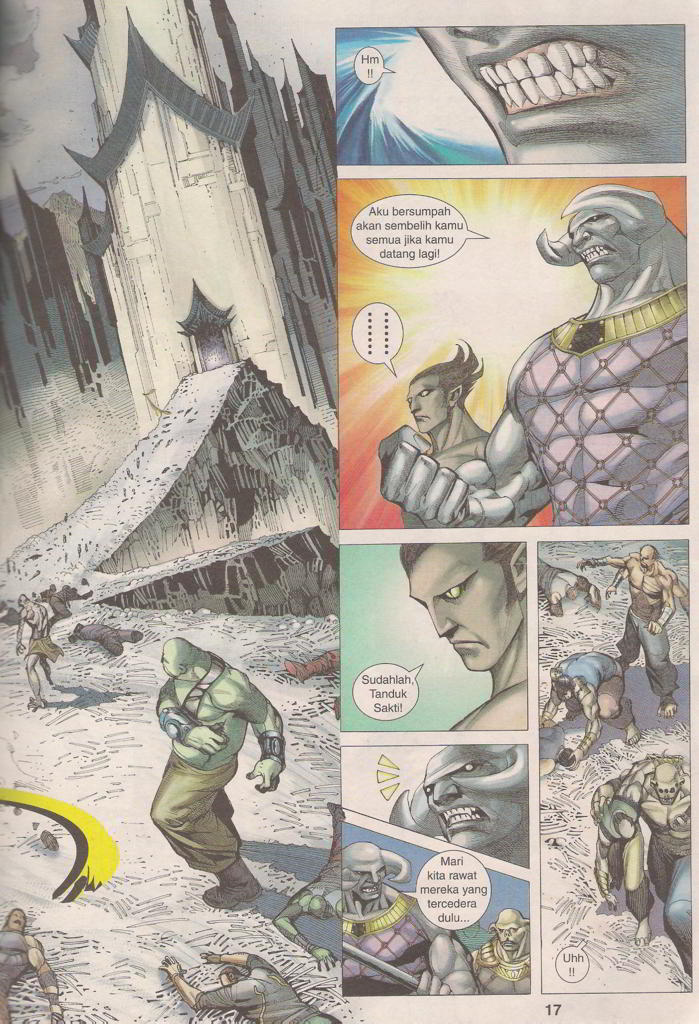 Hm
!!
Aku bersumpah
akan sembelih kamu
semua jika kamu
datang lagi!
Sudahlah,
Tanduk
Sakti!
Mari
kita rawat
mereka yang
tercedera
dulu...
Uhh
!!
17